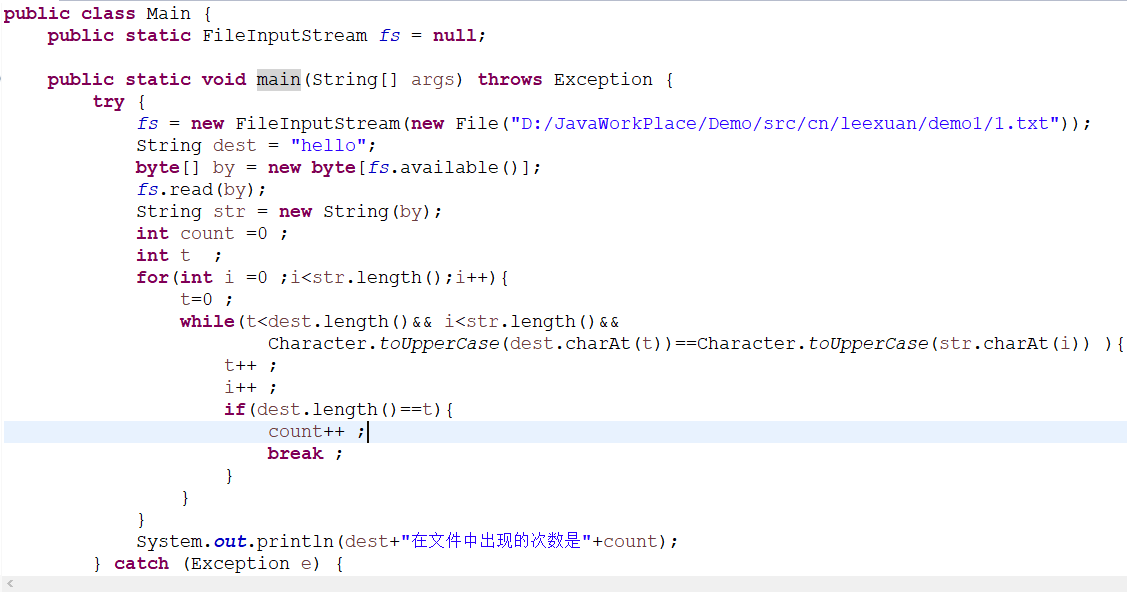 public class Main {
    public static FileInputStream fs = null;
    public static void main(String[] args) throws Exception {
        try {
            fs = new FileInputStream(new File("D:/JavaWorkPlace/Demo/src/cn/leexuan/demo1/1.txt"));
            String dest = "hello";
            byte[] by = new byte[fs.available()];
            fs.read(by);
            String str = new String(by);
            int count =0 ;
            int t  ;
            for(int i =0 ;i<str.length();i++){
                t=0 ;
                while(t<dest.length()&& i<str.length()&&
                        Character.toUpperCase(dest.charAt(t))==Character.toUpperCase(str.charAt(i)) ){
                    t++ ;
                    i++ ;
                    if(dest.length()==t){
                        count++ ;
                        break ;
                    }
                }
            }
            System.out.println(dest+"在文件中出现的次数是"+count);
        } catch (Exception e) {